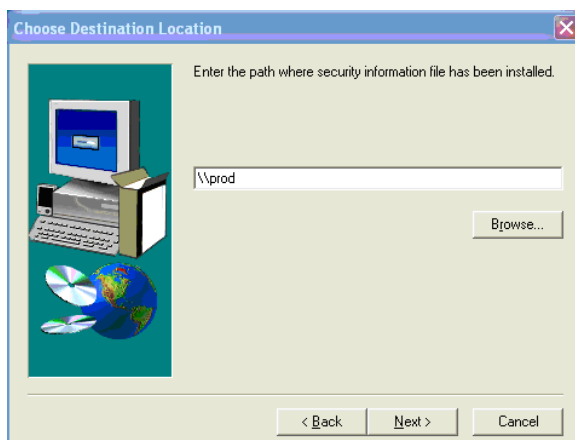 Choose Destination Location
Enter the path where security information file has been installed.
\\prod
Browse...
< Back
Next >
Cancel